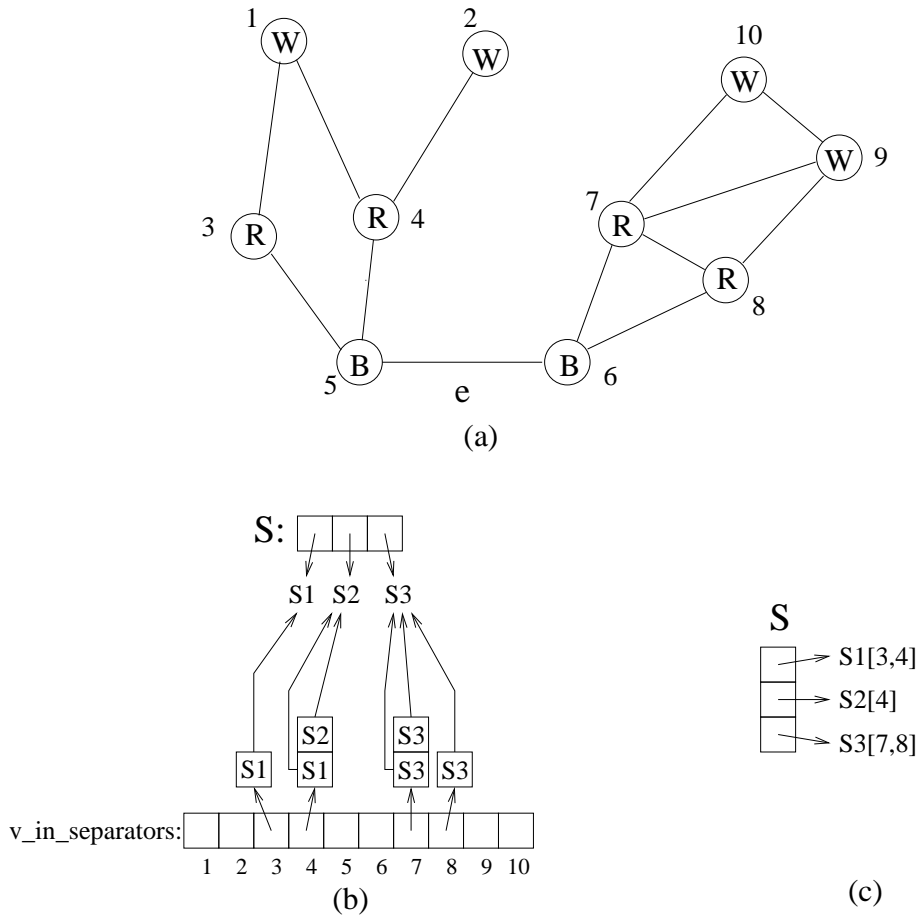 1
W
2
W
10
W
W
9
3
R
R
4
7
R
R
8
5
B
B
6
e
(a)
S:
S1
S2
S3
S2
S3
S1
S1
S3
S3
v_in_separators:
1 2 3 4 5 6 7 8 9 10
(b)
S
S1[3,4]
S2[4]
S3[7,8]
(c)